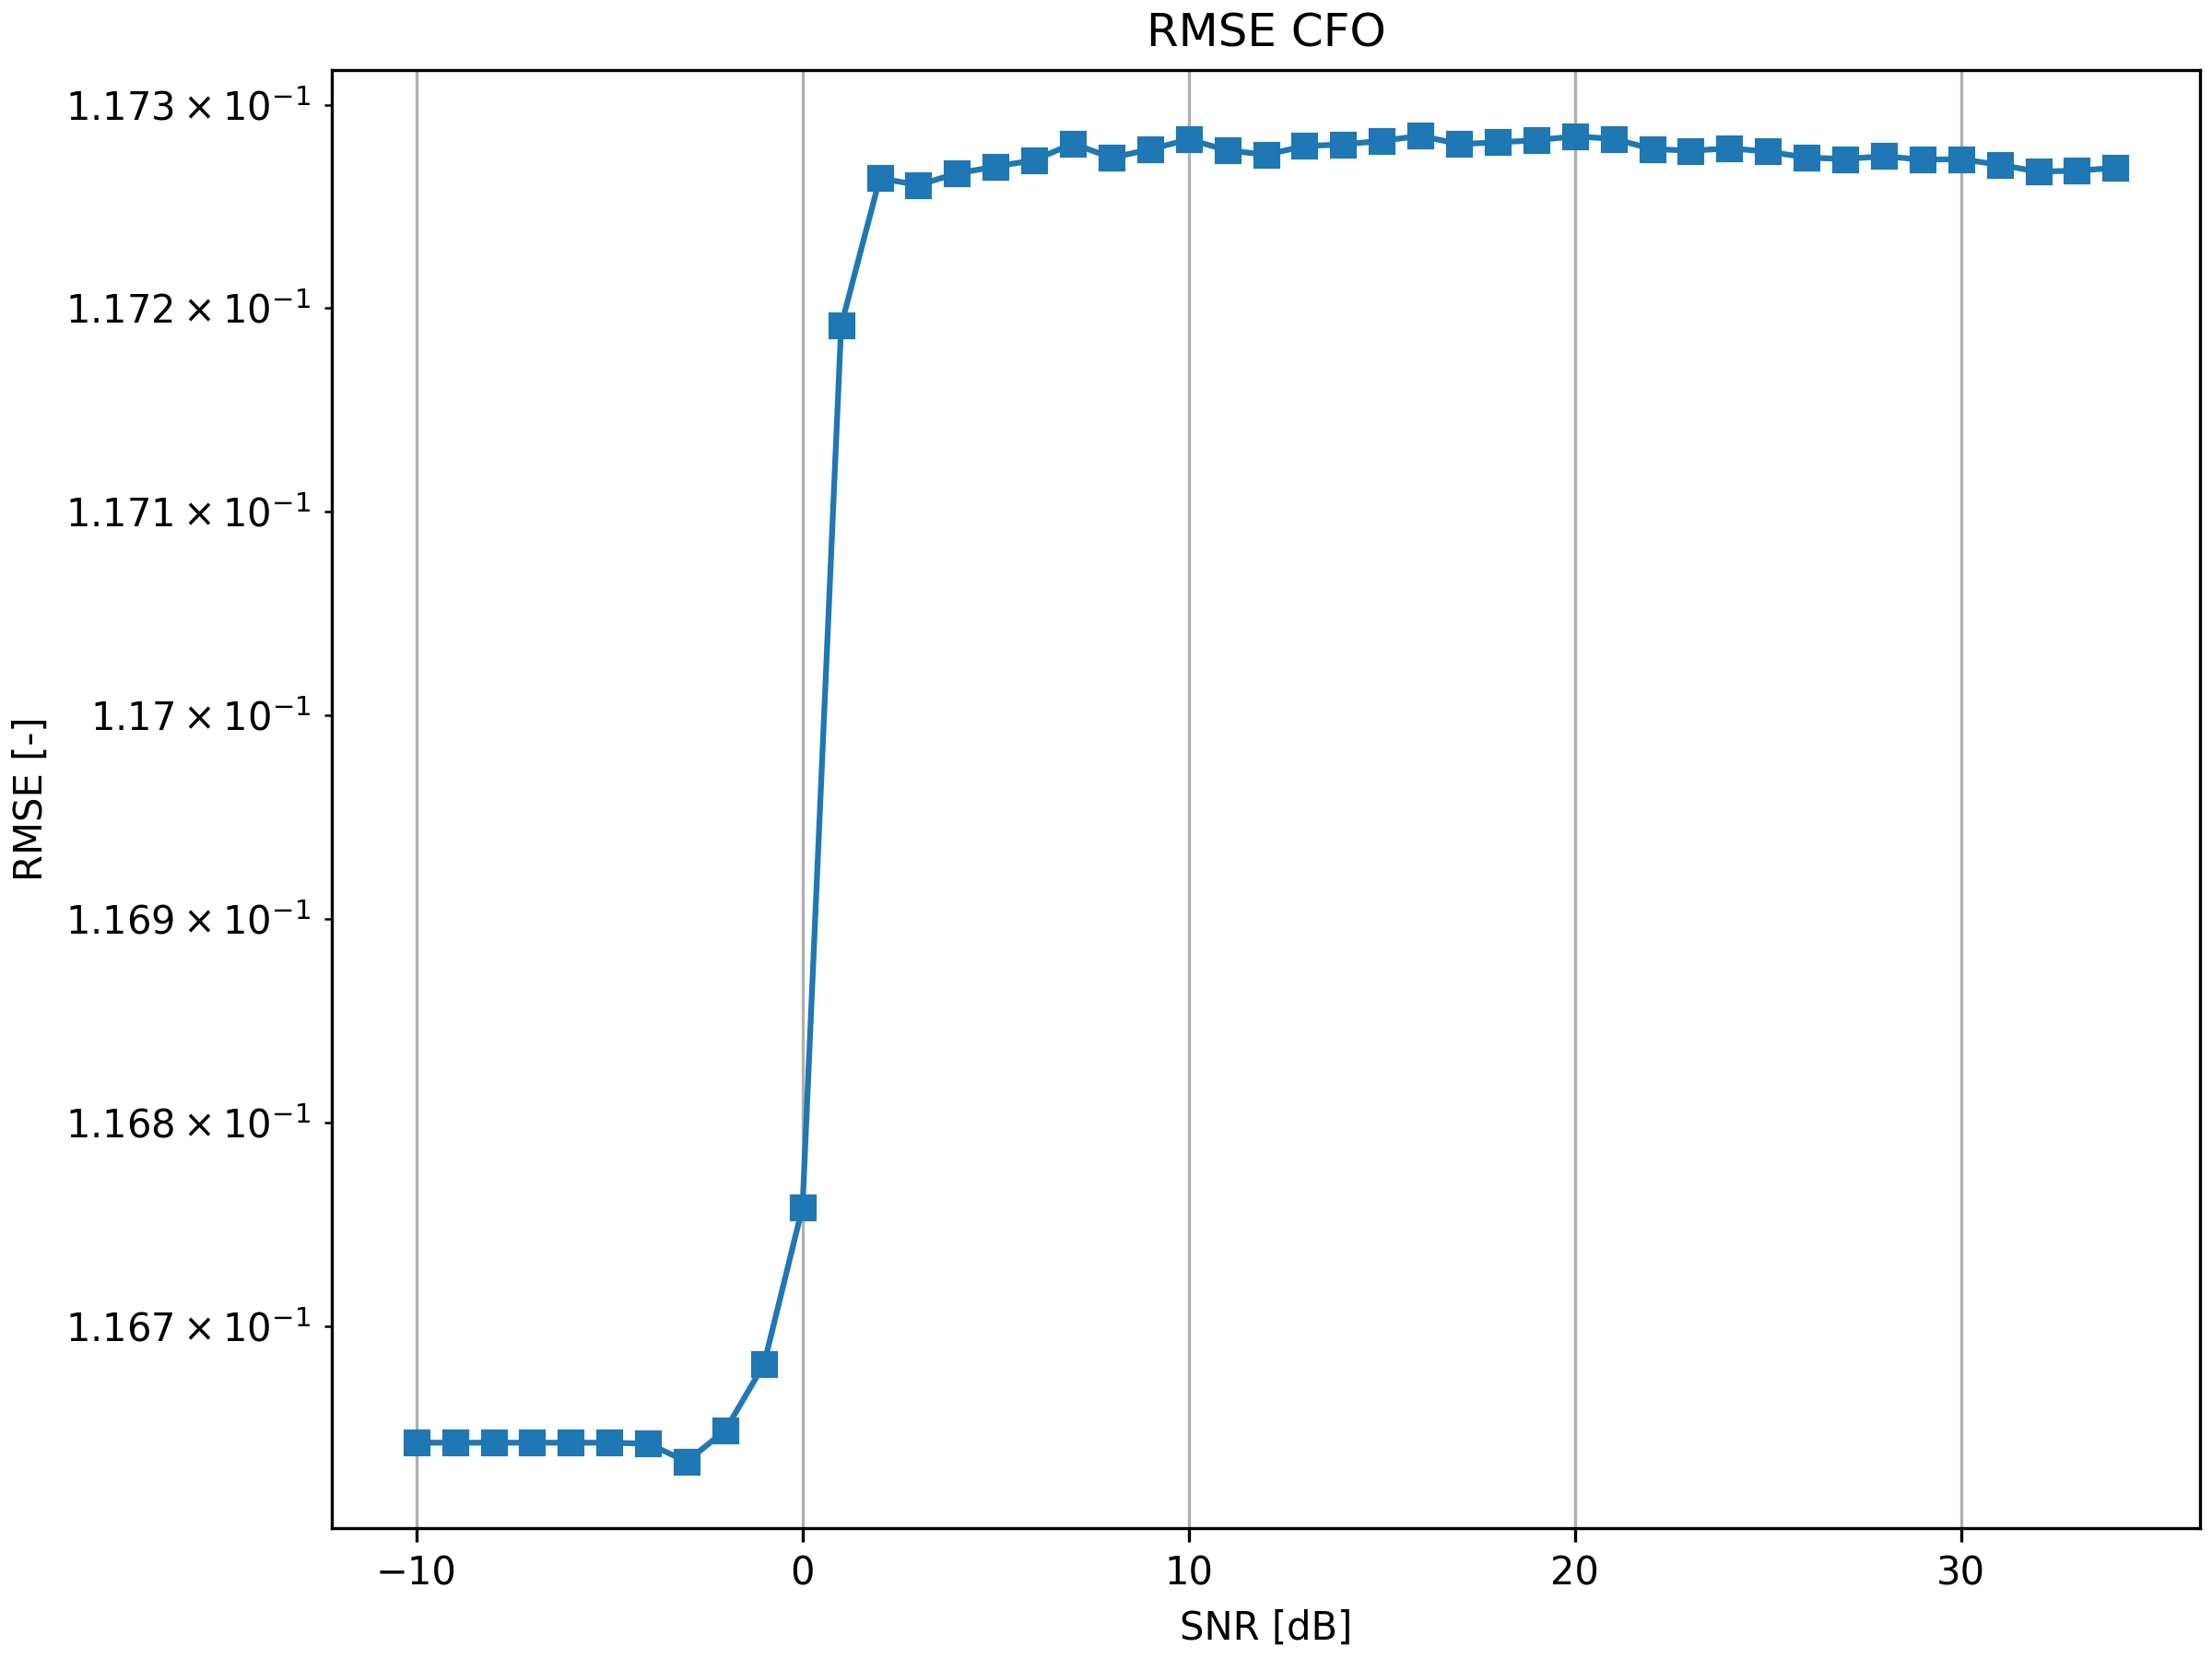 RMSE CFO
1.173 × 10⁻¹
1.172 × 10⁻¹
1.171 × 10⁻¹
1.17 × 10⁻¹
1.169 × 10⁻¹
1.168 × 10⁻¹
1.167 × 10⁻¹
RMSE [-]
−10 0 10 20 30
SNR [dB]